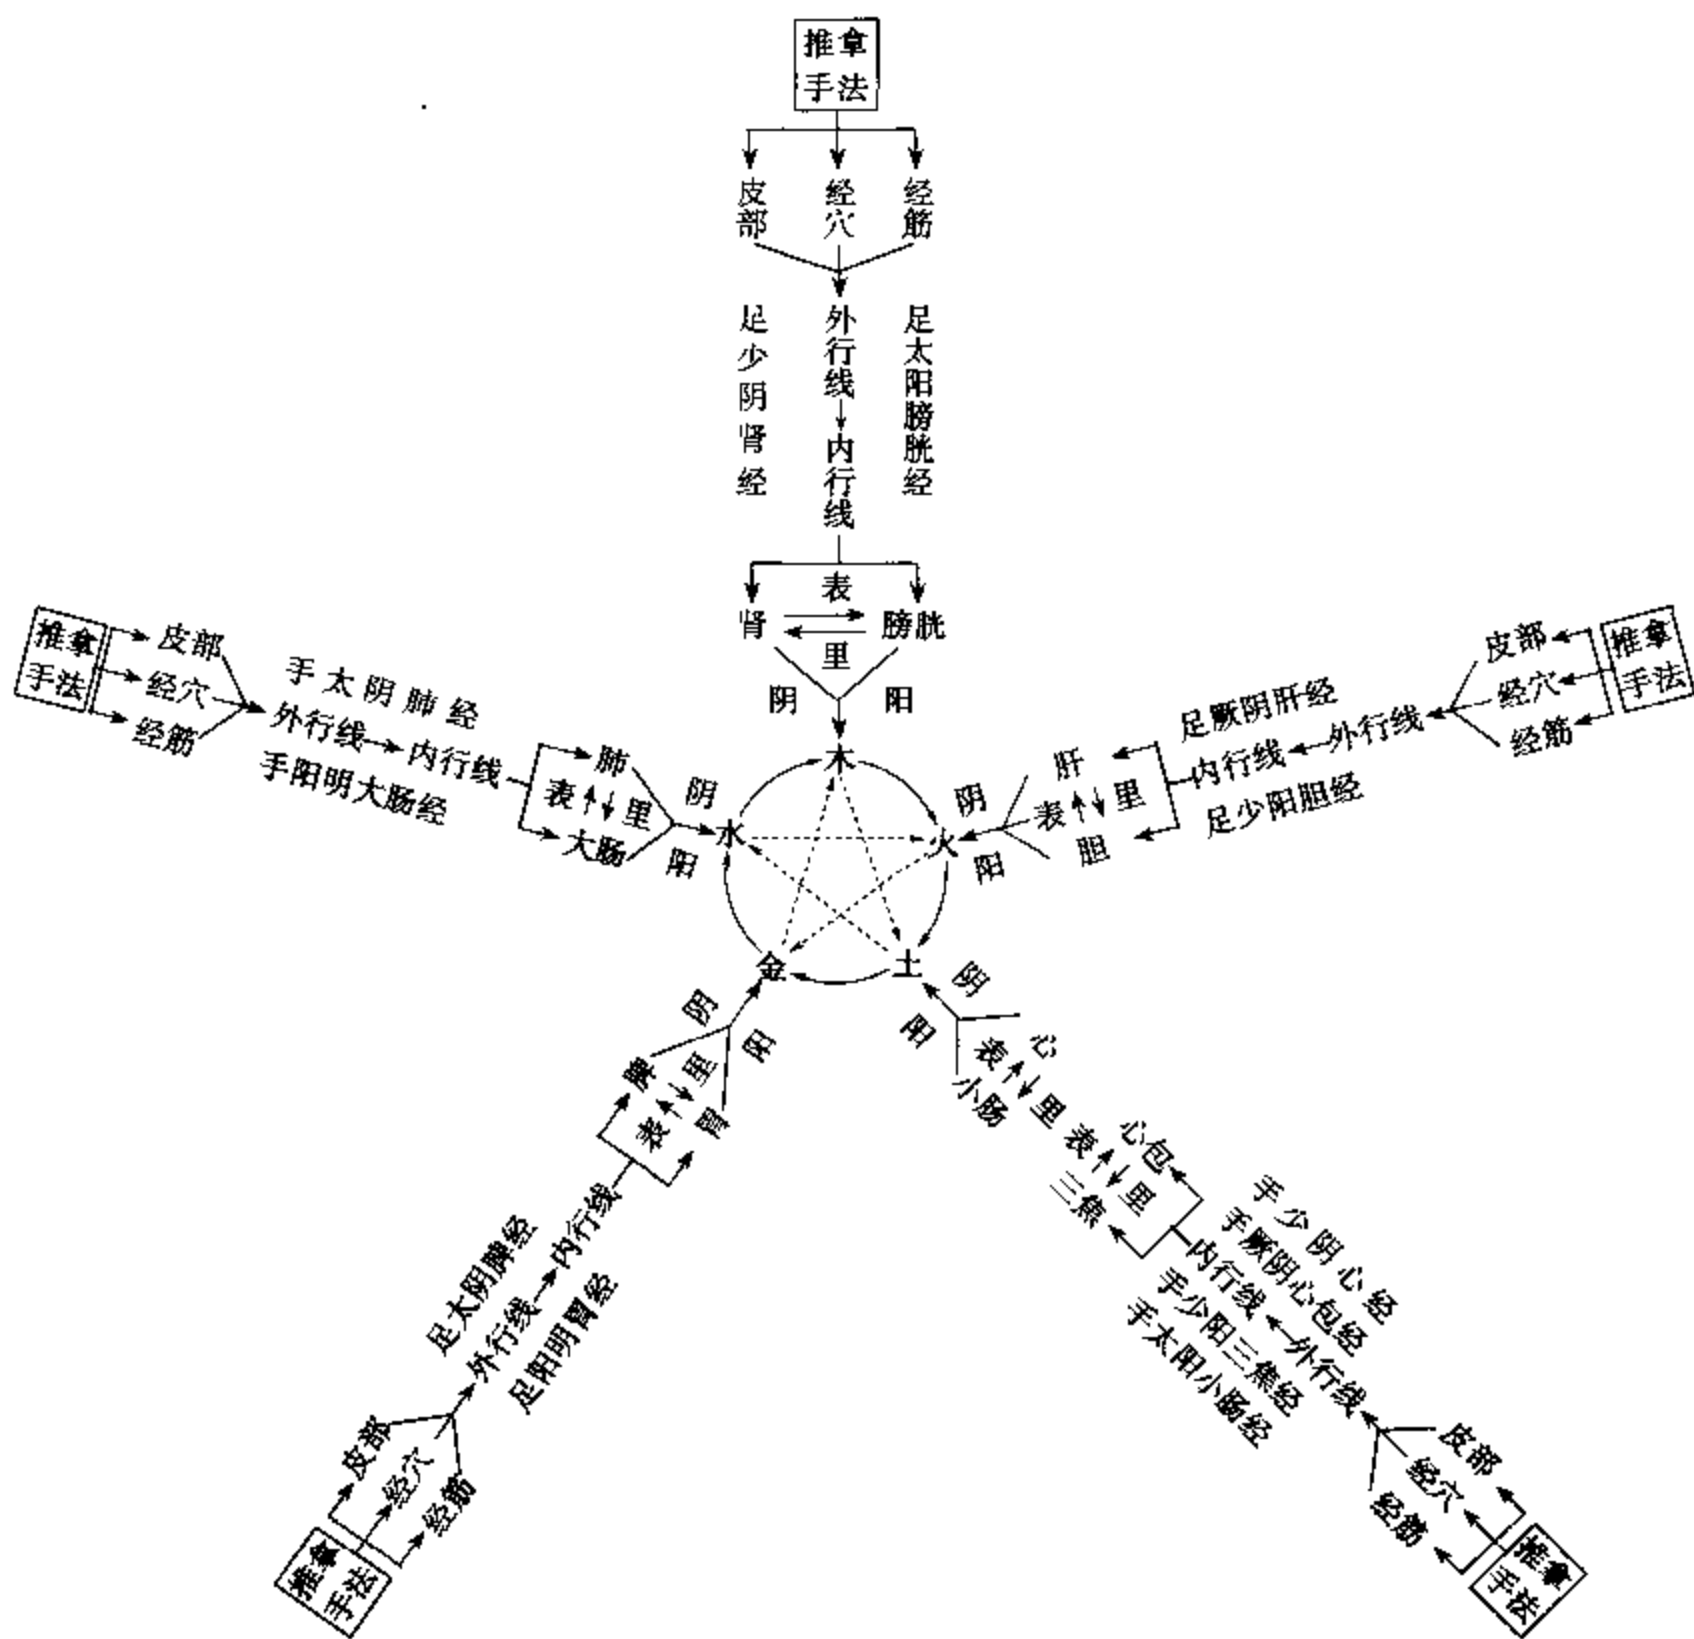 推拿
手法
皮部
经穴
经筋
足少阴肾经
外行线
内行线
足太阳膀胱经
表
肾
膀胱
里
阴
阳
木
推拿
手法
皮部
经穴
经筋
手太阴肺经
外行线
内行线
手阳明大肠经
肺
表
里
大肠
阴
阳
水
推拿
手法
皮部
经穴
经筋
足厥阴肝经
外行线
内行线
足少阳胆经
肝
表
里
胆
阴
阳
火
金
土
阴
阳
脾
里
表
胃
足太阴脾经
内行线
外行线
足阳明胃经
皮部
经穴
经筋
推拿
手法
阴
阳
心
表
里
小肠
心包
表
里
三焦
手少阴心经
手厥阴心包经
内行线
外行线
手少阳三焦经
手太阳小肠经
皮部
经穴
经筋
推拿
手法